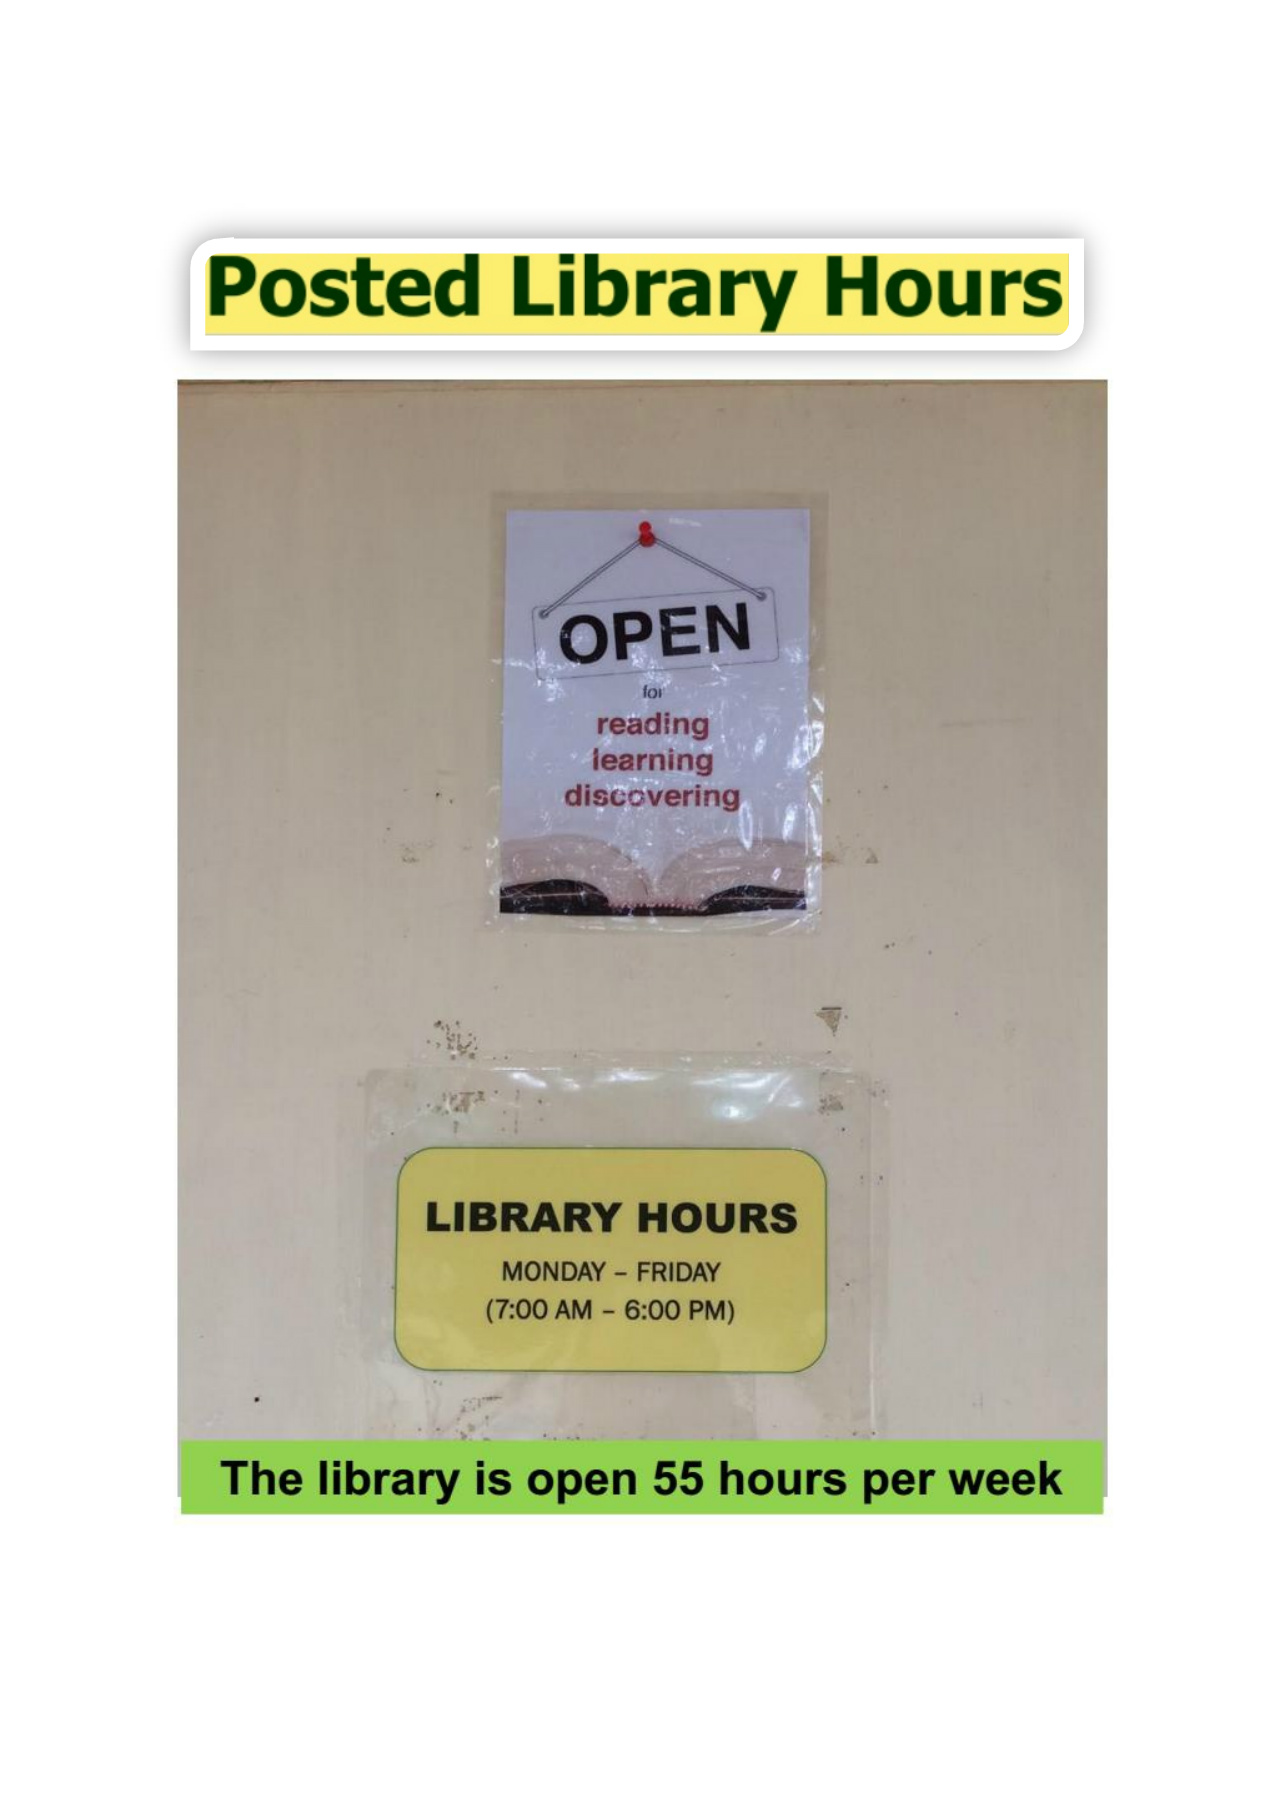 Posted Library Hours
OPEN
for
reading
learning
discovering
LIBRARY HOURS
MONDAY – FRIDAY
(7:00 AM – 6:00 PM)
The library is open 55 hours per week